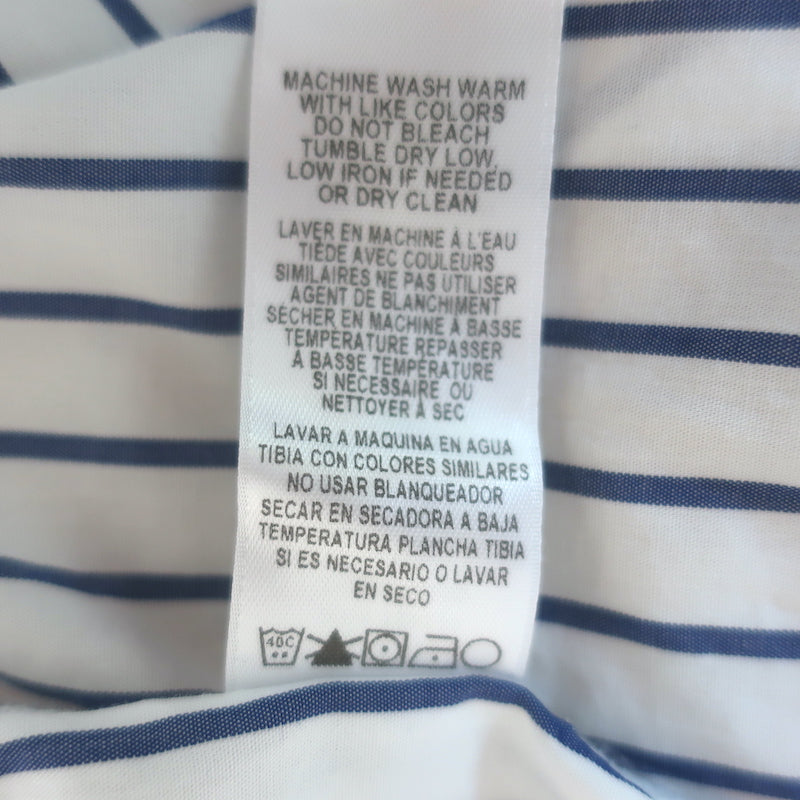 MACHINE WASH WARM
WITH LIKE COLORS
DO NOT BLEACH
TUMBLE DRY LOW,
LOW IRON IF NEEDED
OR DRY CLEAN
LAVER EN MACHINE À L'EAU
TIÈDE AVEC COULEURS
SIMILAIRES NE PAS UTILISER
AGENT DE BLANCHIMENT
SÉCHER EN MACHINE À BASSE
TEMPÉRATURE REPASSER
À BASSE TEMPÉRATURE
SI NÉCESSAIRE OU
NETTOYER À SEC
LAVAR A MAQUINA EN AGUA
TIBIA CON COLORES SIMILARES
NO USAR BLANQUEADOR
SECAR EN SECADORA A BAJA
TEMPERATURA PLANCHA TIBIA
SI ES NECESARIO O LAVAR
EN SECO
40C